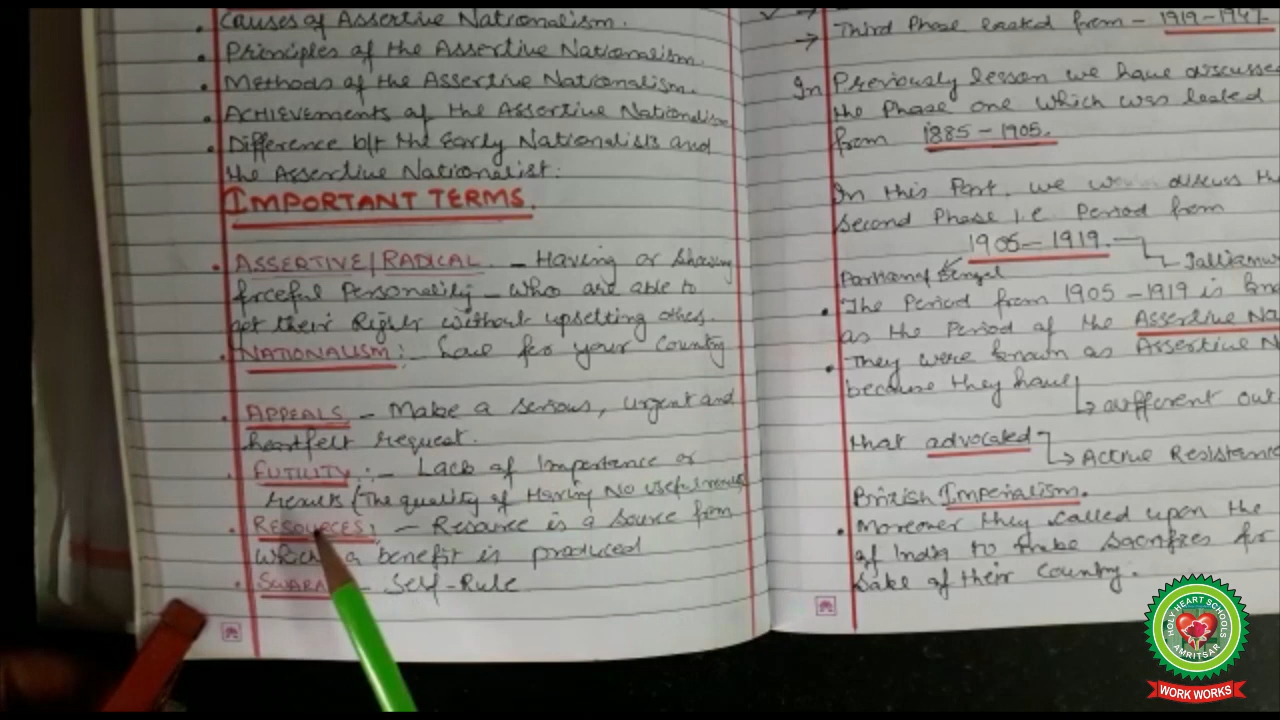 Causes of Assertive Nationalism.
Principles of the Assertive Nationalism.
Methods of the Assertive Nationalism.
ACHIEVEMENTS of the Assertive Nationalism
Difference b/t the Early Nationalists and
the Assertive Nationalist:
IMPORTANT TERMS.
ASSERTIVE/RADICAL - Having or showing
forceful Personality - Who are able to
get their Rights without upsetting others.
NATIONALISM:- Love for your Country
APPEALS - Make a serious, urgent and
heartfelt request.
FUTILITY:- Lack of Importance or
results (The quality of Having No useful
RESOURCES:- Resource is a source from
which a benefit is produced
SWARA - Self-Rule
Third Phase lasted from - 1919-1947.
In Previously lesson we have discusse
the Phase one which was lasted
from 1885-1905.
In this Part we discuss th
Second Phase i.e. Period from
1905-1919.
Jallianw
Partition of Bengal
The Period from 1905-1919 is kno
as the Period of the Assertive Na
They were known as Assertive N
because they have
different out
that advocated
Active Resistance
British Imperialism.
Moreover they called upon the
of India to make sacrifices for
sake of their Country.
HOLY HEART SCHOOLS
AMRITSAR
WORK WORKS